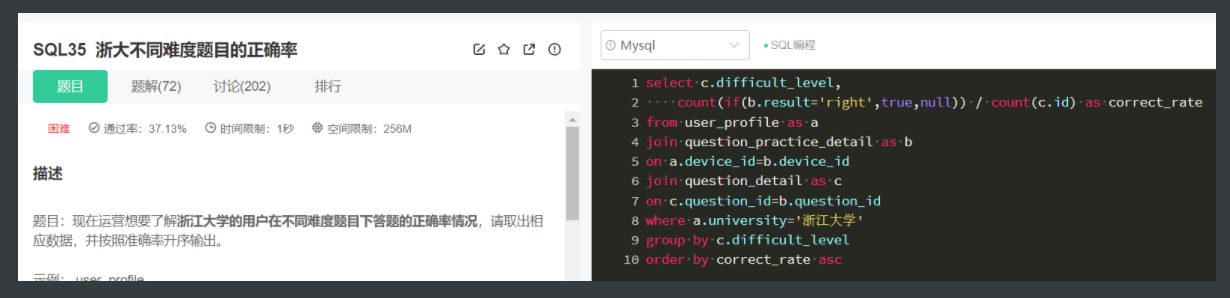 SQL35 浙大不同难度题目的正确率
题目 题解(72) 讨论(202) 排行
困难 通过率：37.13% 时间限制：1秒 空间限制：256M
描述
题目：现在运营想要了解浙江大学的用户在不同难度题目下答题的正确率情况，请取出相
应数据，并按照准确率升序输出。
示例： user_profile
Mysql •SQL编程
1 select c.difficult_level,
2     count(if(b.result='right',true,null)) / count(c.id) as correct_rate
3 from user_profile as a
4 join question_practice_detail as b
5 on a.device_id=b.device_id
6 join question_detail as c
7 on c.question_id=b.question_id
8 where a.university='浙江大学'
9 group by c.difficult_level
10 order by correct_rate asc